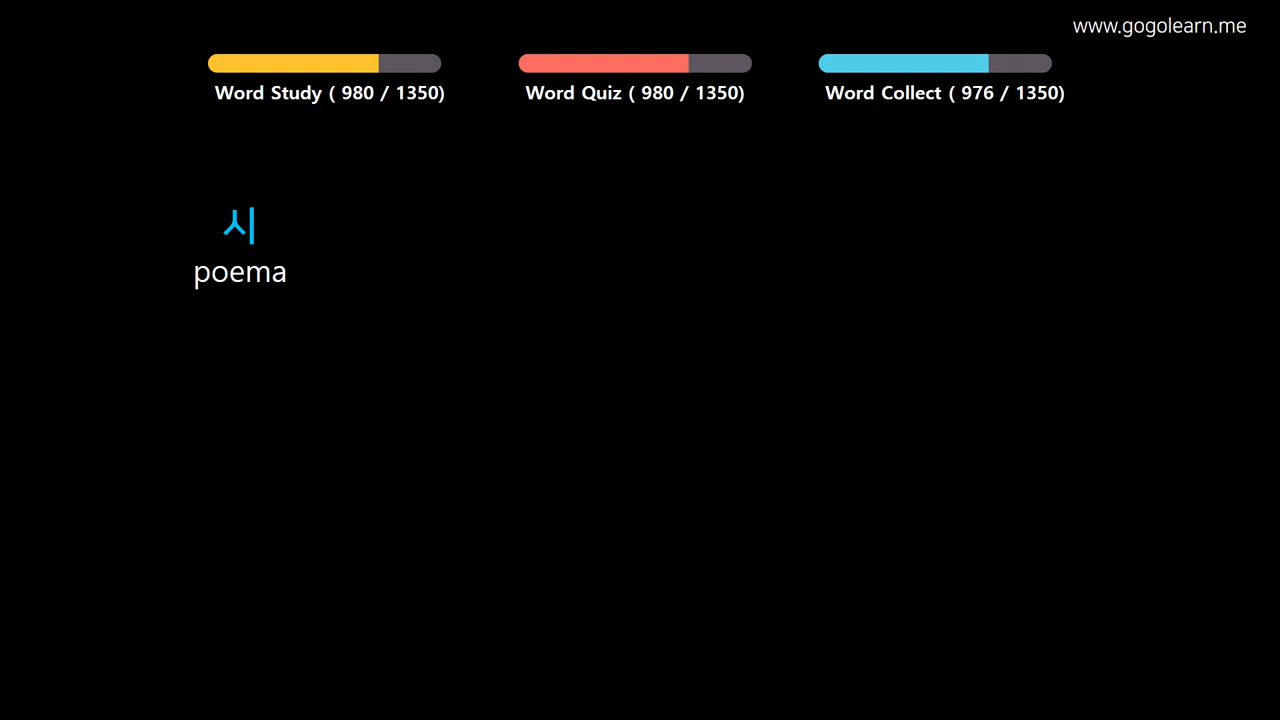 www.gogolearn.me
Word Study ( 980 / 1350)
Word Quiz ( 980 / 1350)
Word Collect ( 976 / 1350)
시
poema